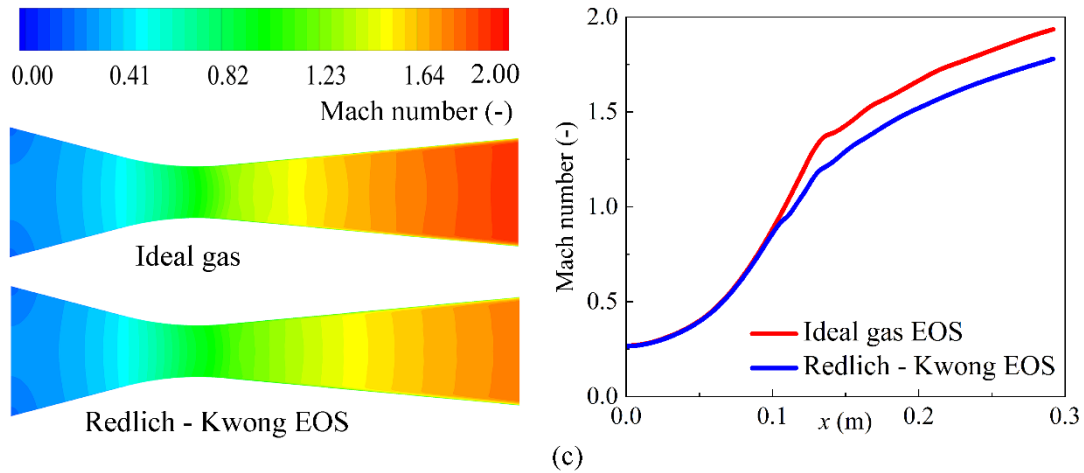 0.00 0.41 0.82 1.23 1.64 2.00
Mach number (-)
Ideal gas
Redlich - Kwong EOS
2.0
1.5
1.0
0.5
0.0
Mach number (-)
Ideal gas EOS
Redlich - Kwong EOS
0.0 0.1 0.2 0.3
x (m)
(c)